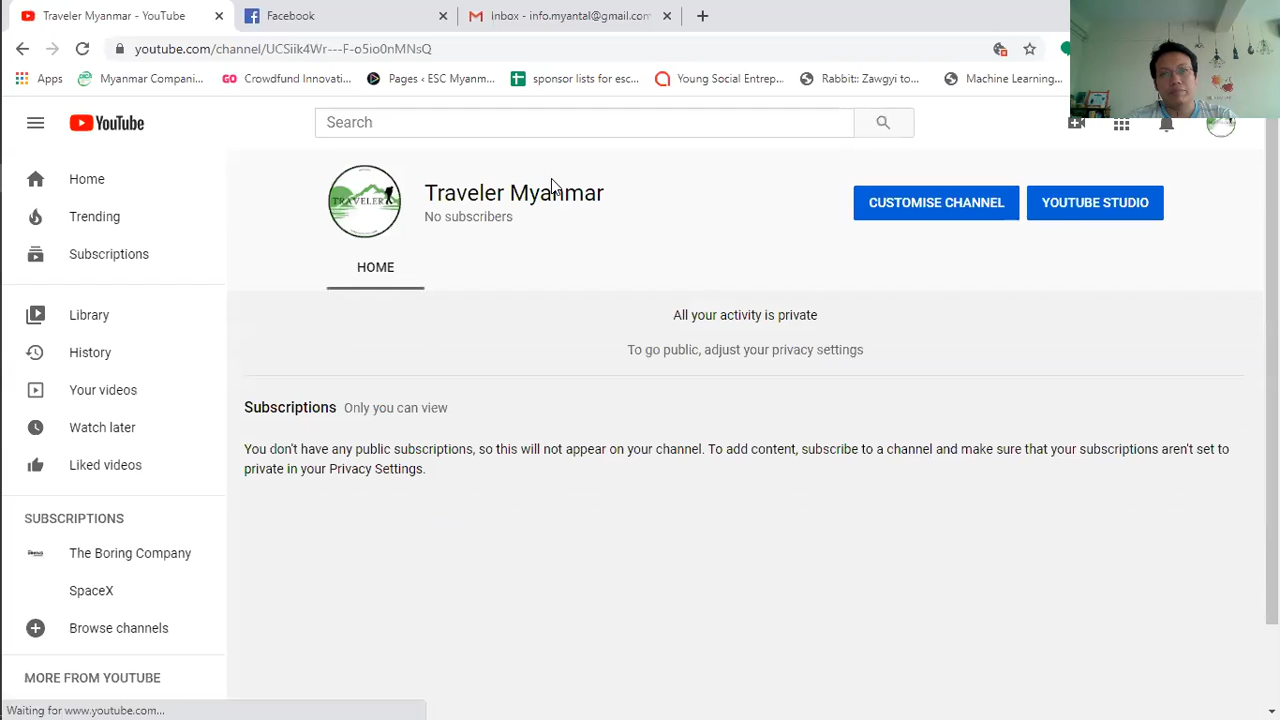 Traveler Myanmar - YouTube
Facebook
Inbox - info.myantal@gmail.com
youtube.com/channel/UCSiik4Wr---F-o5io0nMNsQ
Apps
Myanmar Compani...
GO Crowdfund Innovati...
Pages ‹ ESC Myanm...
sponsor lists for esc...
Young Social Entrep...
Rabbit:: Zawgyi to...
Machine Learning...
YouTube
Search
Home
Trending
Subscriptions
Library
History
Your videos
Watch later
Liked videos
SUBSCRIPTIONS
The Boring Company
SpaceX
Browse channels
MORE FROM YOUTUBE
TRAVELER
Traveler Myanmar
No subscribers
CUSTOMISE CHANNEL
YOUTUBE STUDIO
HOME
All your activity is private
To go public, adjust your privacy settings
Subscriptions Only you can view
You don't have any public subscriptions, so this will not appear on your channel. To add content, subscribe to a channel and make sure that your subscriptions aren't set to
private in your Privacy Settings.
Waiting for www.youtube.com...